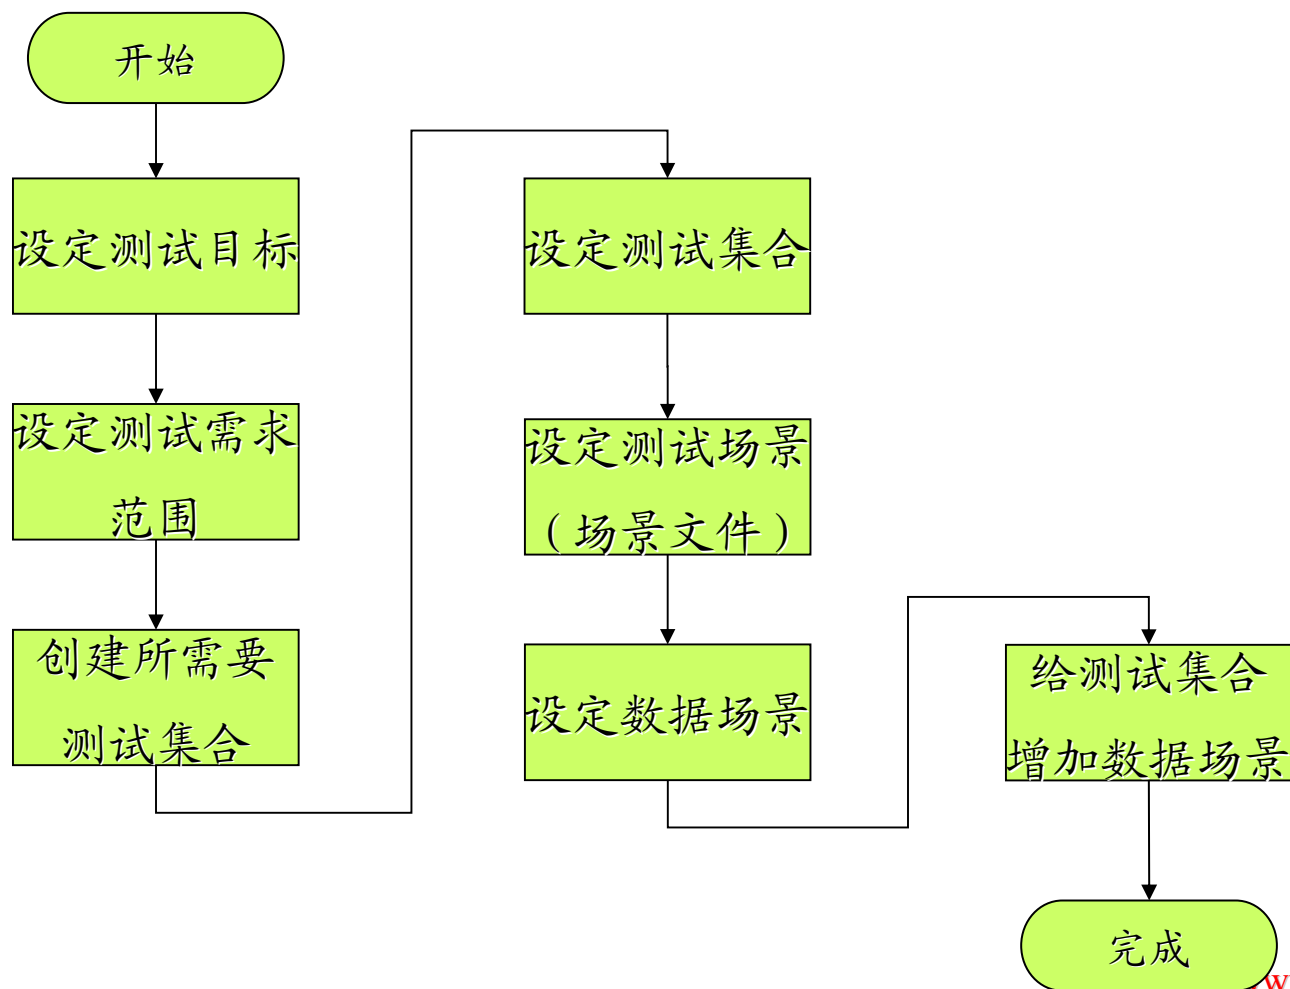 开始
设定测试目标
设定测试需求
范围
创建所需要
测试集合
设定测试集合
设定测试场景
（场景文件）
设定数据场景
给测试集合
增加数据场景
完成